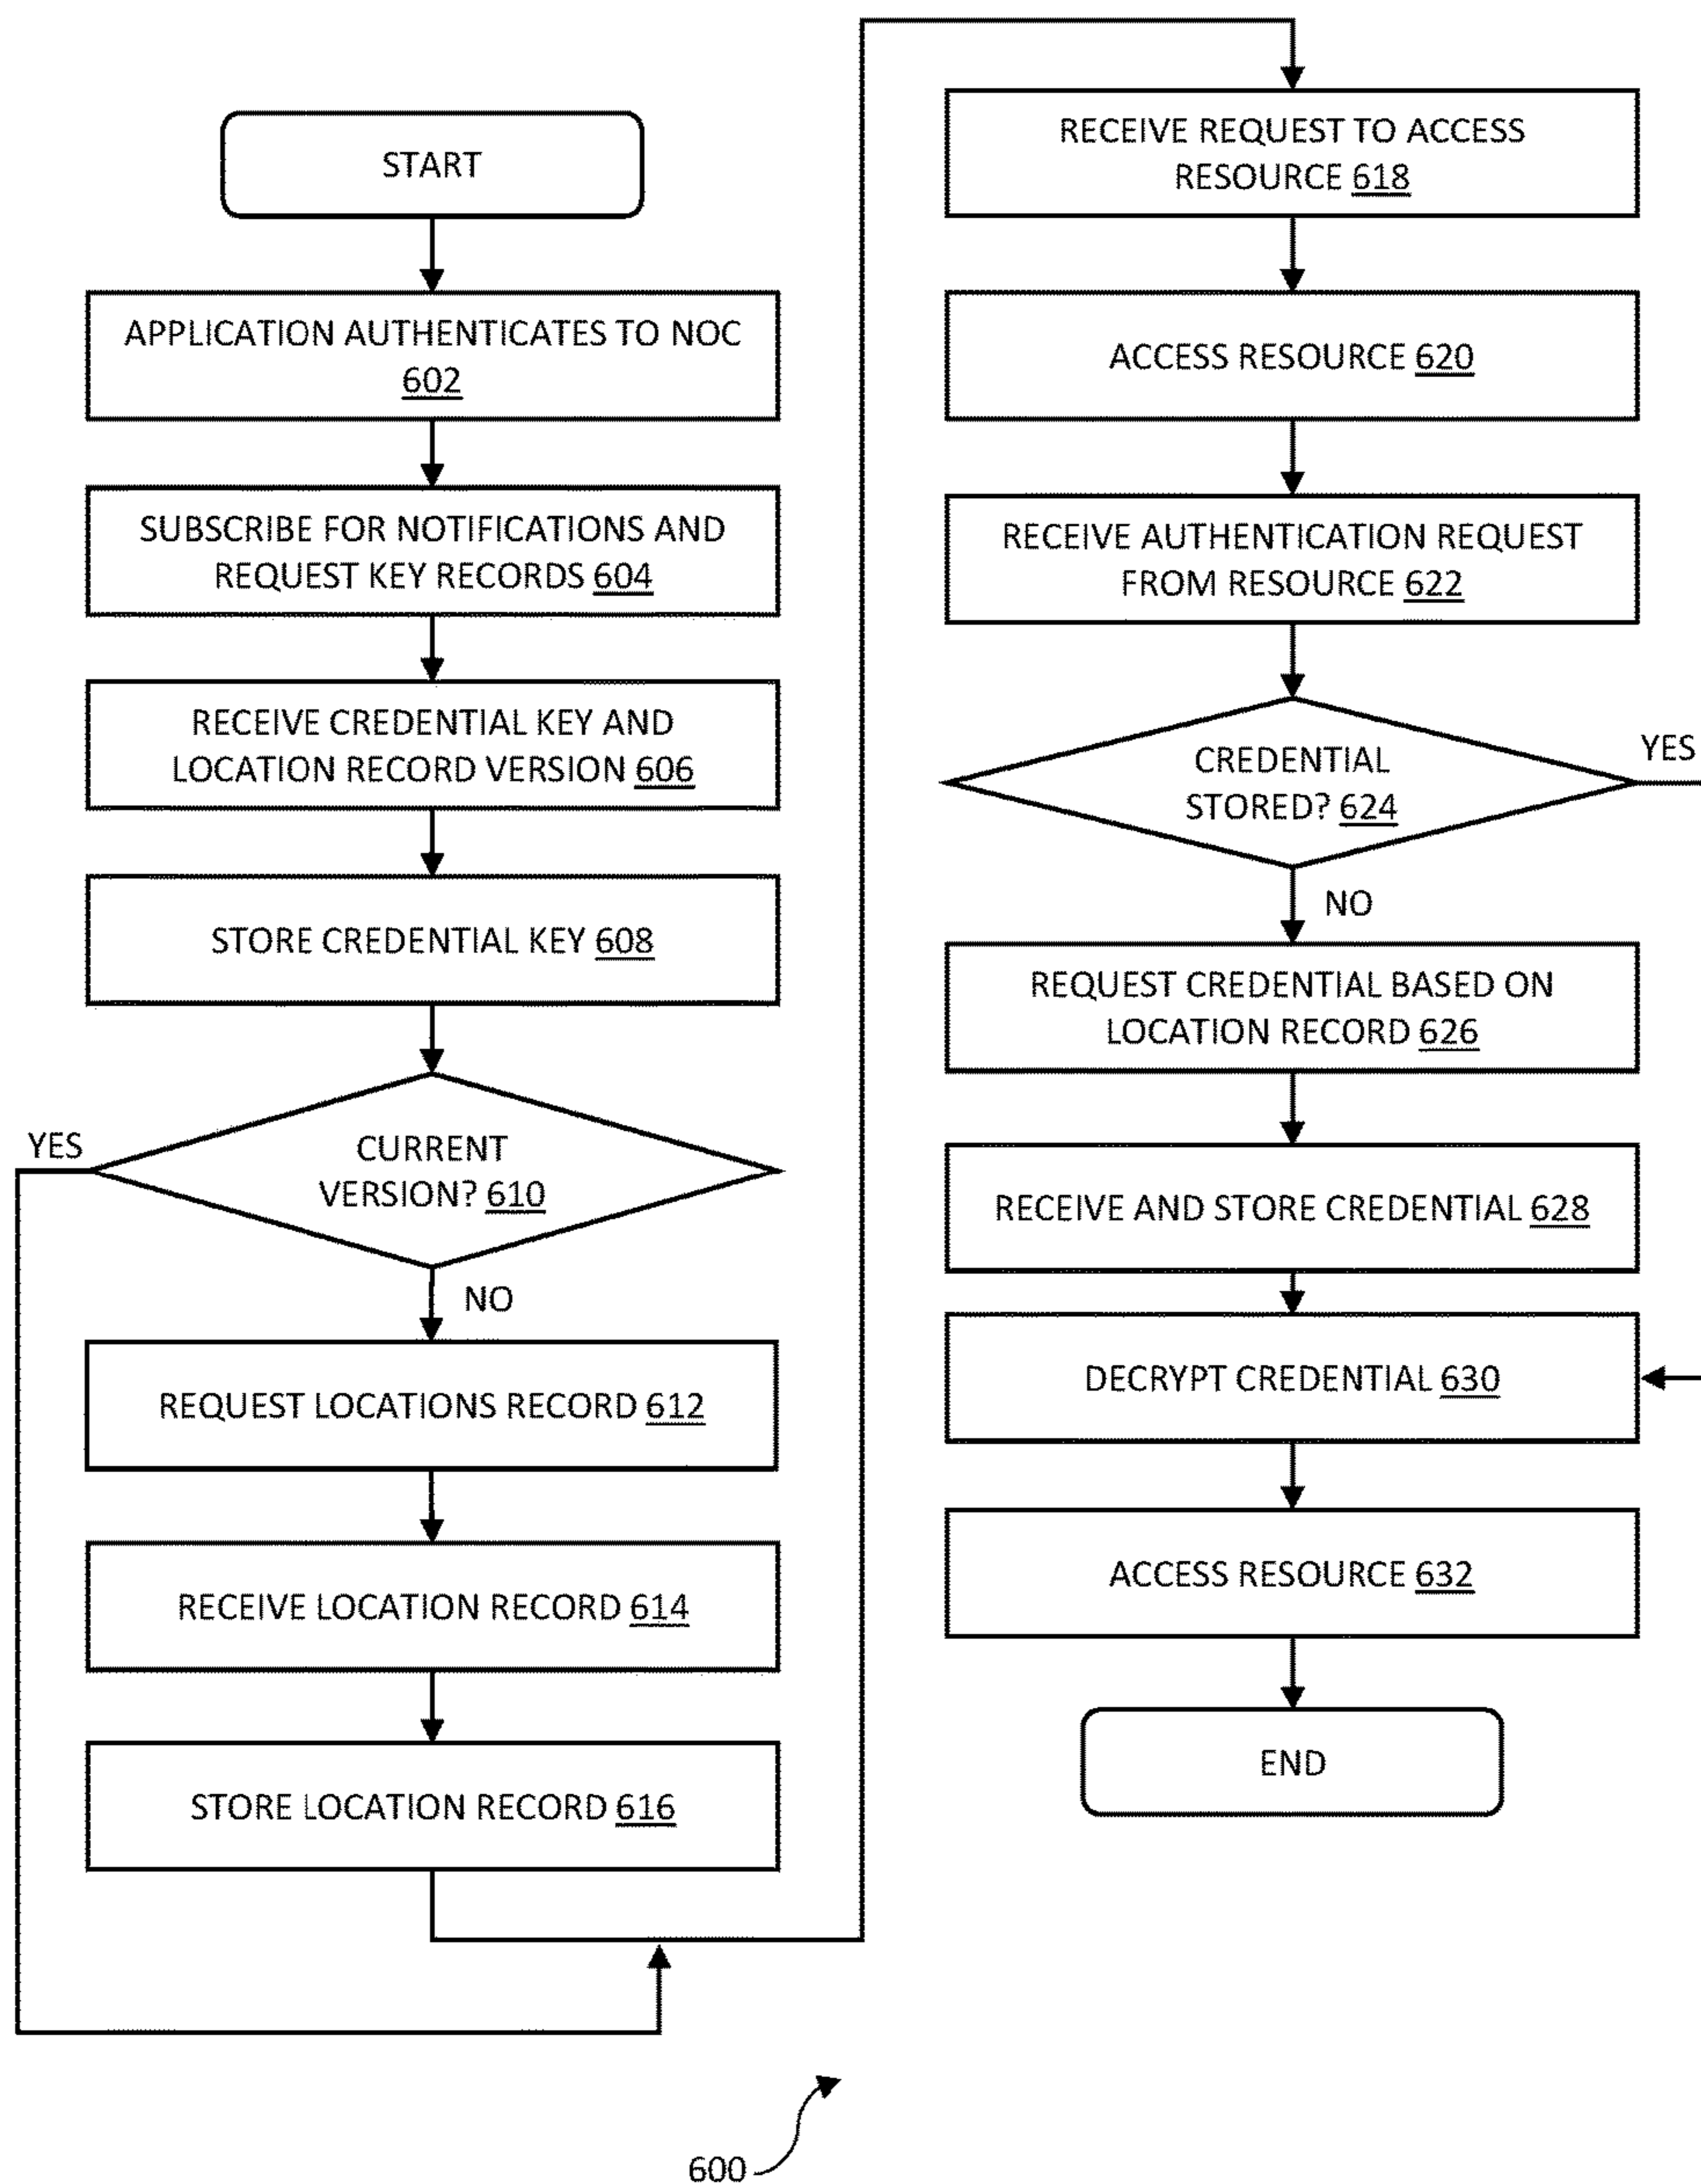 START
APPLICATION AUTHENTICATES TO NOC
602
SUBSCRIBE FOR NOTIFICATIONS AND
REQUEST KEY RECORDS 604
RECEIVE CREDENTIAL KEY AND
LOCATION RECORD VERSION 606
STORE CREDENTIAL KEY 608
YES
CURRENT
VERSION? 610
NO
REQUEST LOCATIONS RECORD 612
RECEIVE LOCATION RECORD 614
STORE LOCATION RECORD 616
RECEIVE REQUEST TO ACCESS
RESOURCE 618
ACCESS RESOURCE 620
RECEIVE AUTHENTICATION REQUEST
FROM RESOURCE 622
CREDENTIAL
STORED? 624
YES
NO
REQUEST CREDENTIAL BASED ON
LOCATION RECORD 626
RECEIVE AND STORE CREDENTIAL 628
DECRYPT CREDENTIAL 630
ACCESS RESOURCE 632
END
600